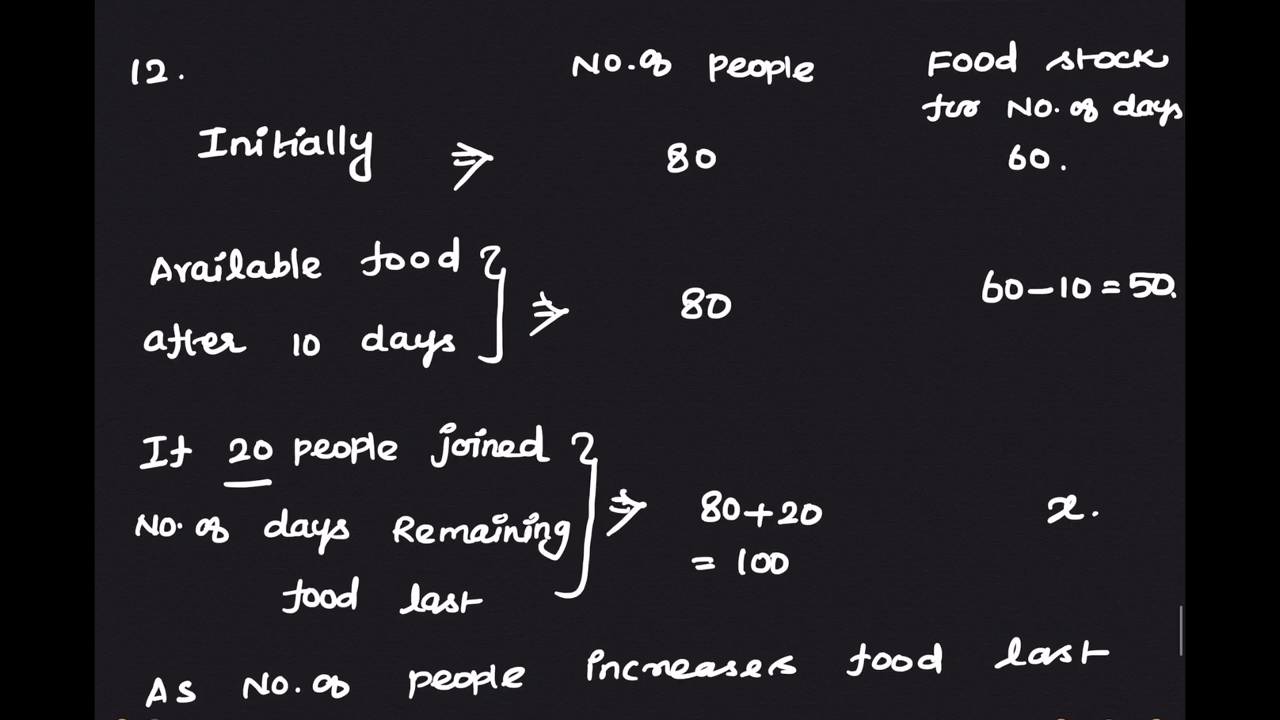 12.
No. of people
Food stock
for No. of days
Initially ⇒ 80 60.
Available food
after 10 days
⇒ 80 60-10=50.
If 20 people joined
No. of days Remaining
food last
⇒ 80+20
= 100
x.
As No. of people increasers food last